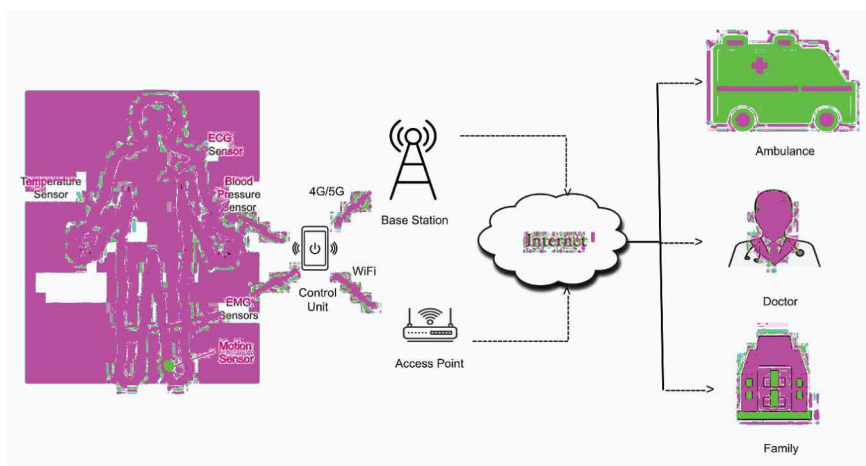 ECG
Sensor
Temperature
Sensor
Blood
Pressure
Sensor
EMG
Sensors
Motion
Sensor
Control
Unit
4G/5G
WiFi
Base Station
Access Point
Internet
Ambulance
Doctor
Family